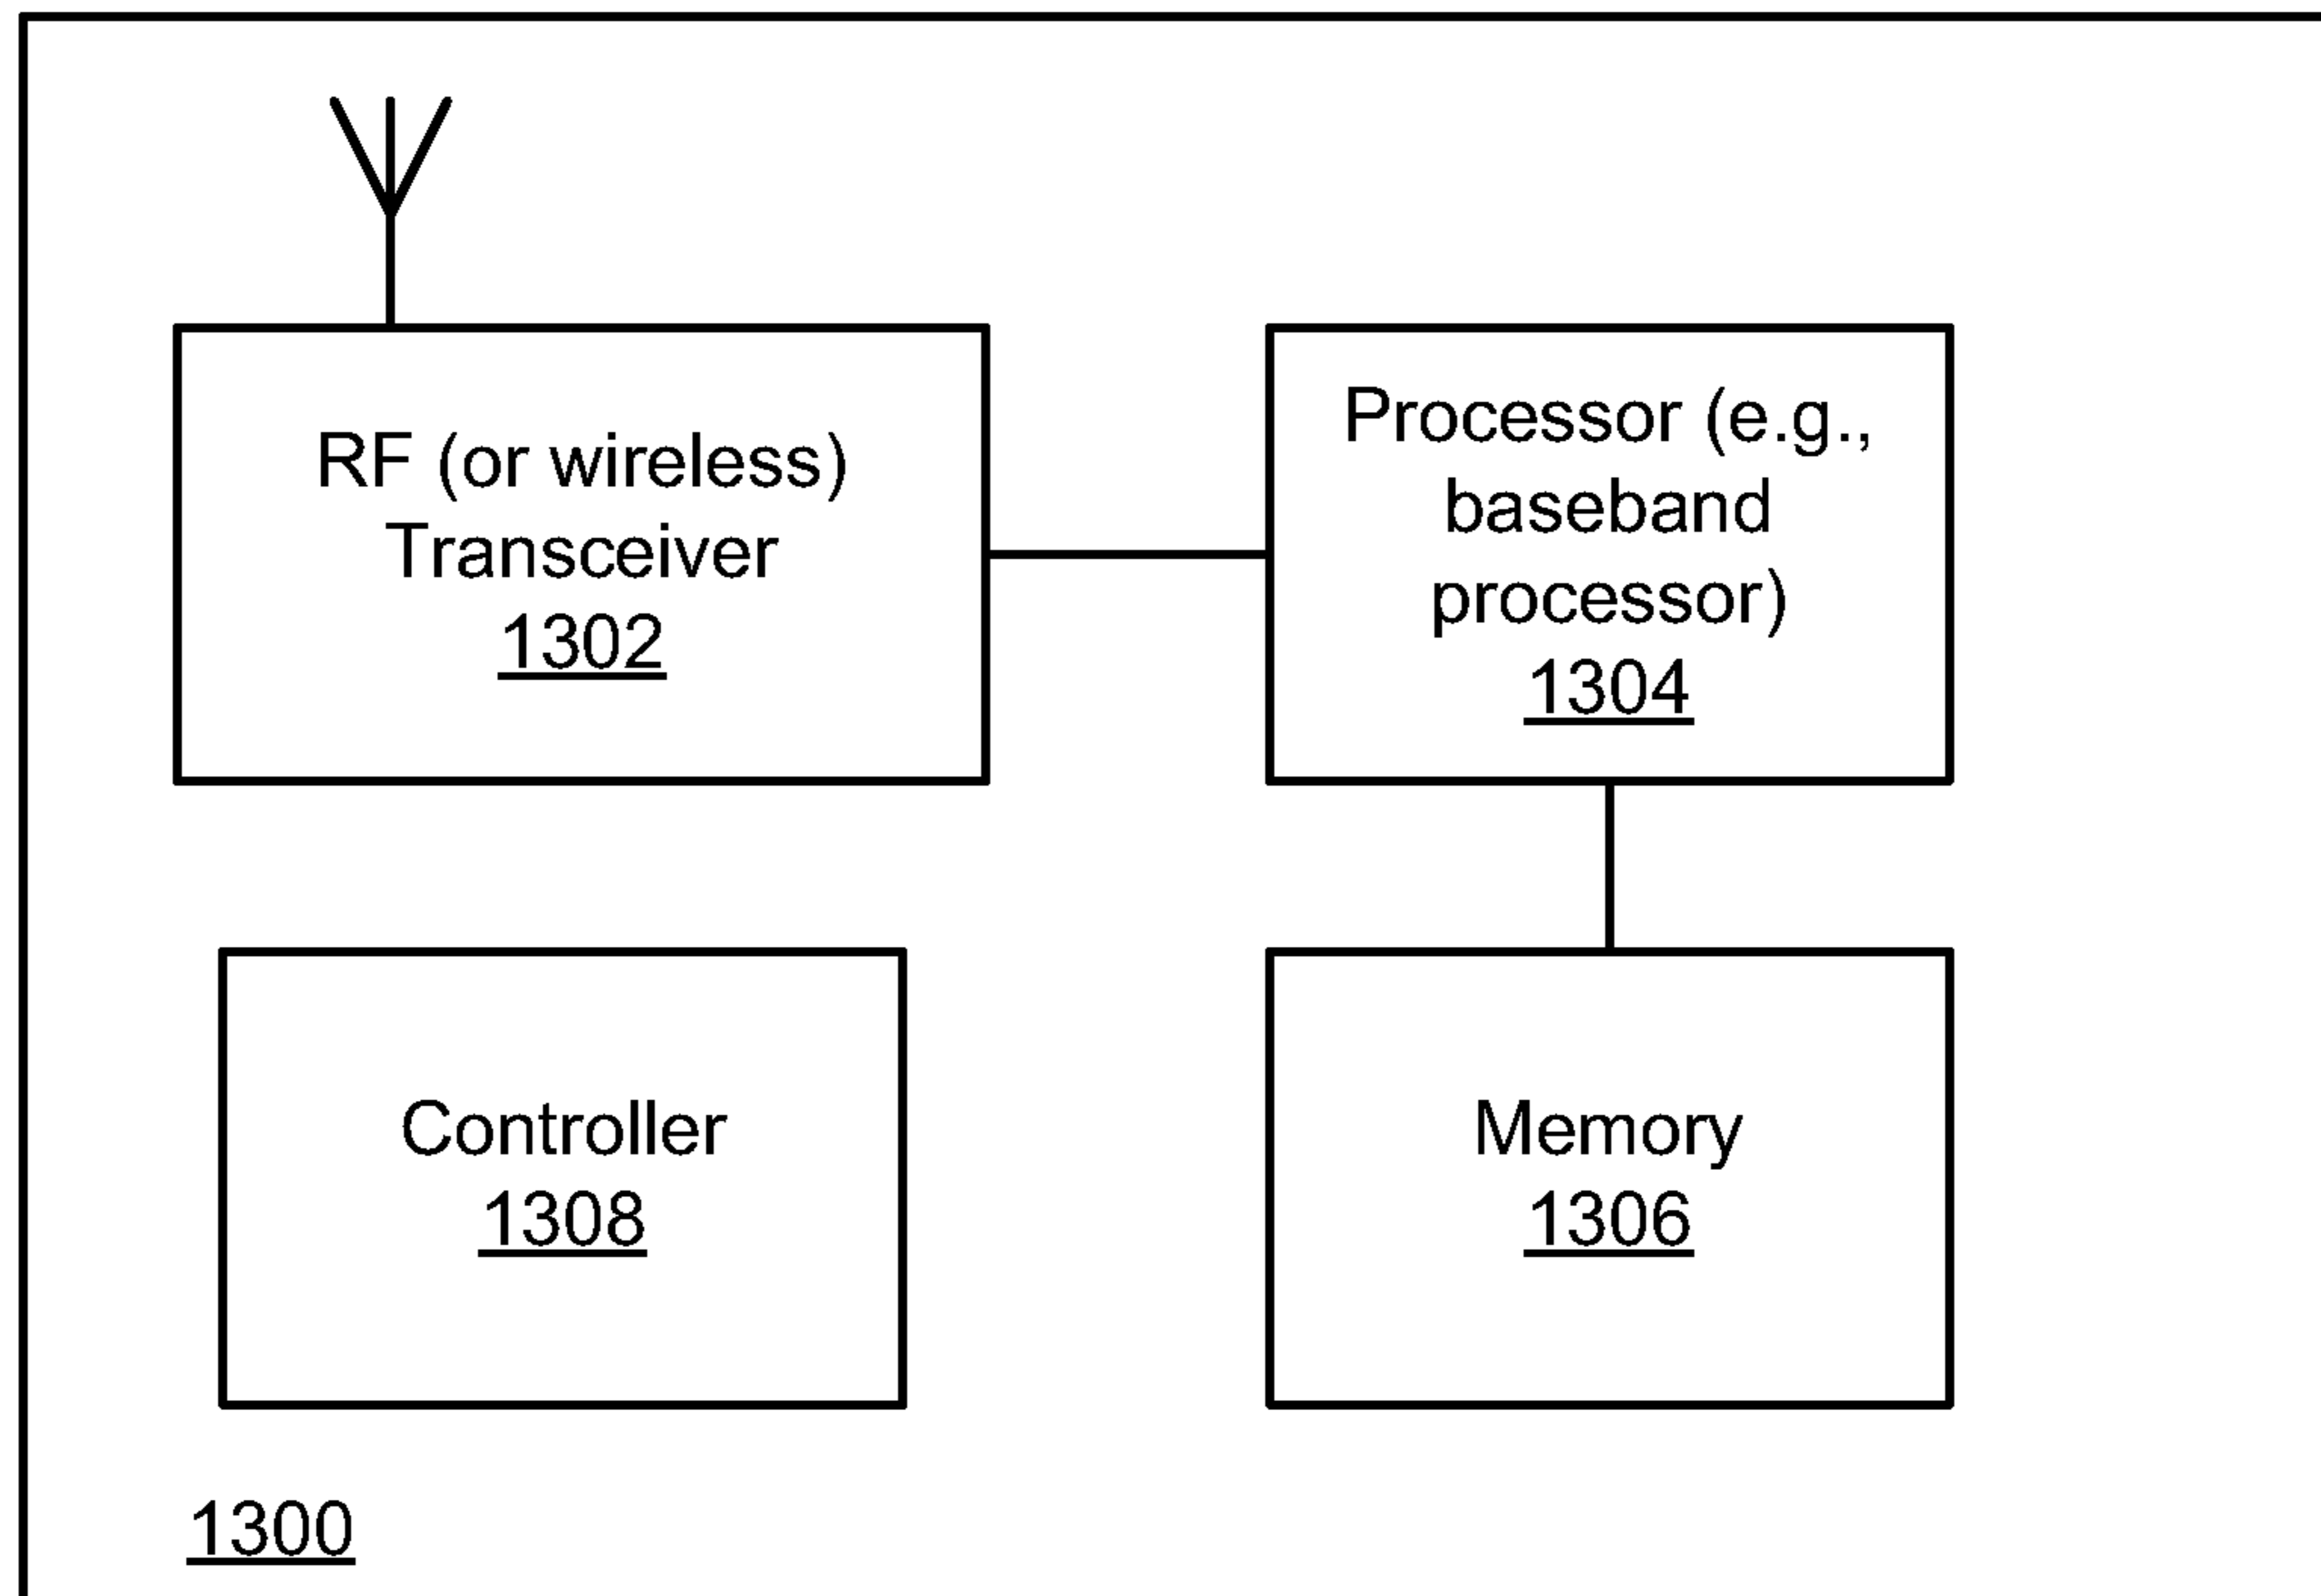 RF (or wireless)
Transceiver
1302
Processor (e.g.,
baseband
processor)
1304
Controller
1308
Memory
1306
1300